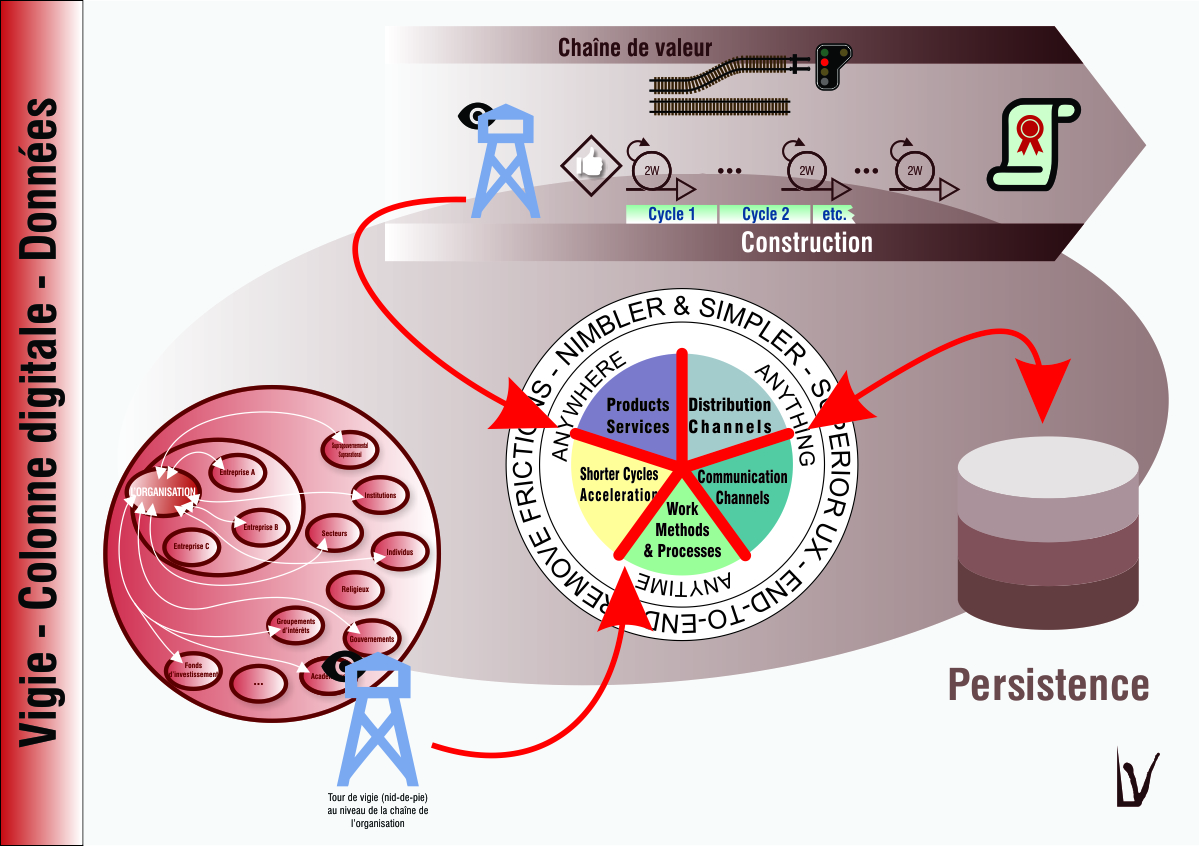 Vigie - Colonne digitale - Données
Chaîne de valeur
2W
2W
2W
Cycle 1
Cycle 2
etc.
Construction
REMOVE FRICTIONS - NIMBLER & SIMPLER - SUPERIOR UX - END-TO-END
ANYWHERE
ANYTHING
ANYTIME
Products
Services
Distribution
Channels
Shorter Cycles
Acceleration
Communication
Channels
Work
Methods
& Processes
Supragouvernemental
Supranational
Entreprise A
L'ORGANISATION
Institutions
Entreprise B
Secteurs
Entreprise C
Individus
Religieux
Groupements
d'intérêts
Gouvernements
Fonds
d'investissement
...
Tour de vigie (nid-de-pie)
au niveau de la chaîne de
l'organisation
Persistence
LV